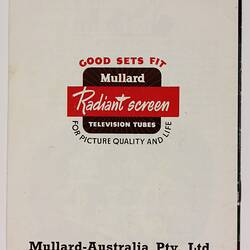 GOOD SETS FIT
Mullard
Radiant screen
TELEVISION TUBES
FOR PICTURE QUALITY AND LIFE
Mullard-Australia Pty. Ltd.